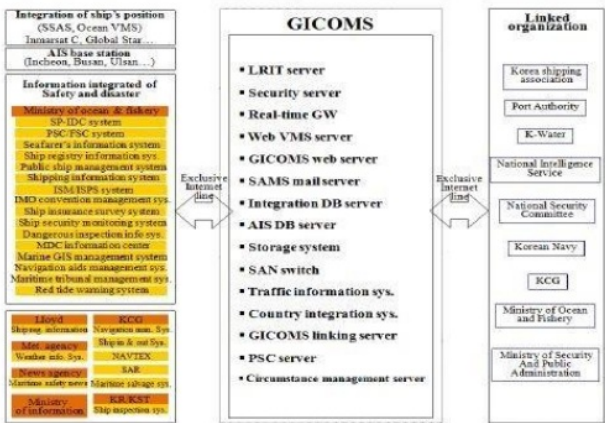 Integration of ship's position
(SSAS, Ocean VMS)
Inmarsat C, Global Star....
AIS base station
(Incheon, Busan, Ulsan....)
Information integrated of
Safety and disaster
Ministry of ocean & fishery
SP-IDC system
PSC/FSC system
Seafarer's information system
Ship registry information sys.
Public ship management system
Shipping information system
ISM/ISPS system
IMO convention management sys.
Ship insurance survey system
Ship security monitoring system
Dangerous inspection info sys.
MDC information center
Marine GIS management system
Navigation aids management sys.
Maritime tribunal management sys.
Red tide warning system
Lloyd
Ship reg. information
Met. agency
Weather info. Sys.
News agency
Maritime safety news
Ministry
of information
KCG
Navigation man. Sys.
Ship in & out Sys.
NAVTEX
SAR
Maritime salvage sys.
KR/KST
Ship inspection sys.
Exclusive
Internet
line
GICOMS
▪ LRIT server
▪ Security server
▪ Real-time GW
▪ Web VMS server
▪ GICOMS web server
▪ SAMS mail server
▪ Integration DB server
▪ AIS DB server
▪ Storage system
▪ SAN switch
▪ Traffic information sys.
▪ Country integration sys.
▪ GICOMS linking server
▪ PSC server
▪ Circumstance management server
Exclusive
Internet
line
Linked
organization
Korea shipping
association
Port Authority
K-Water
National Intelligence
Service
National Security
Committee
Korean Navy
KCG
Ministry of Ocean
and Fishery
Ministry of Security
And Public
Administration